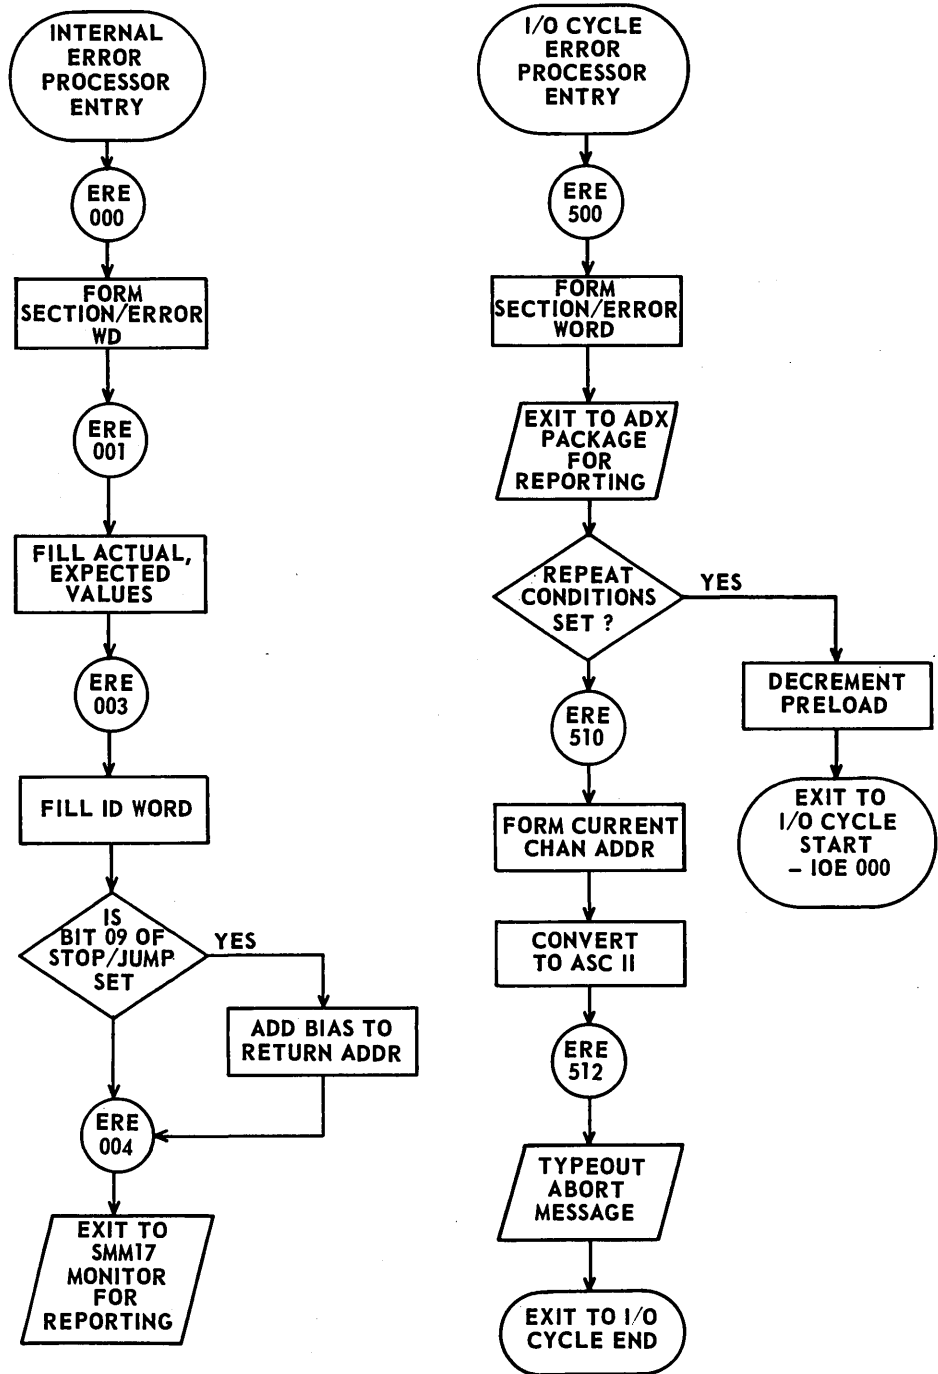 INTERNAL
ERROR
PROCESSOR
ENTRY
ERE
000
FORM
SECTION/ERROR
WD
ERE
001
FILL ACTUAL,
EXPECTED
VALUES
ERE
003
FILL ID WORD
IS
BIT 09 OF
STOP/JUMP
SET
YES
ADD BIAS TO
RETURN ADDR
ERE
004
EXIT TO
SMM17
MONITOR
FOR
REPORTING
I/O CYCLE
ERROR
PROCESSOR
ENTRY
ERE
500
FORM
SECTION/ERROR
WORD
EXIT TO ADX
PACKAGE
FOR
REPORTING
REPEAT
CONDITIONS
SET ?
YES
DECREMENT
PRELOAD
EXIT TO
I/O CYCLE
START
– IOE 000
ERE
510
FORM CURRENT
CHAN ADDR
CONVERT
TO ASC II
ERE
512
TYPEOUT
ABORT
MESSAGE
EXIT TO I/O
CYCLE END